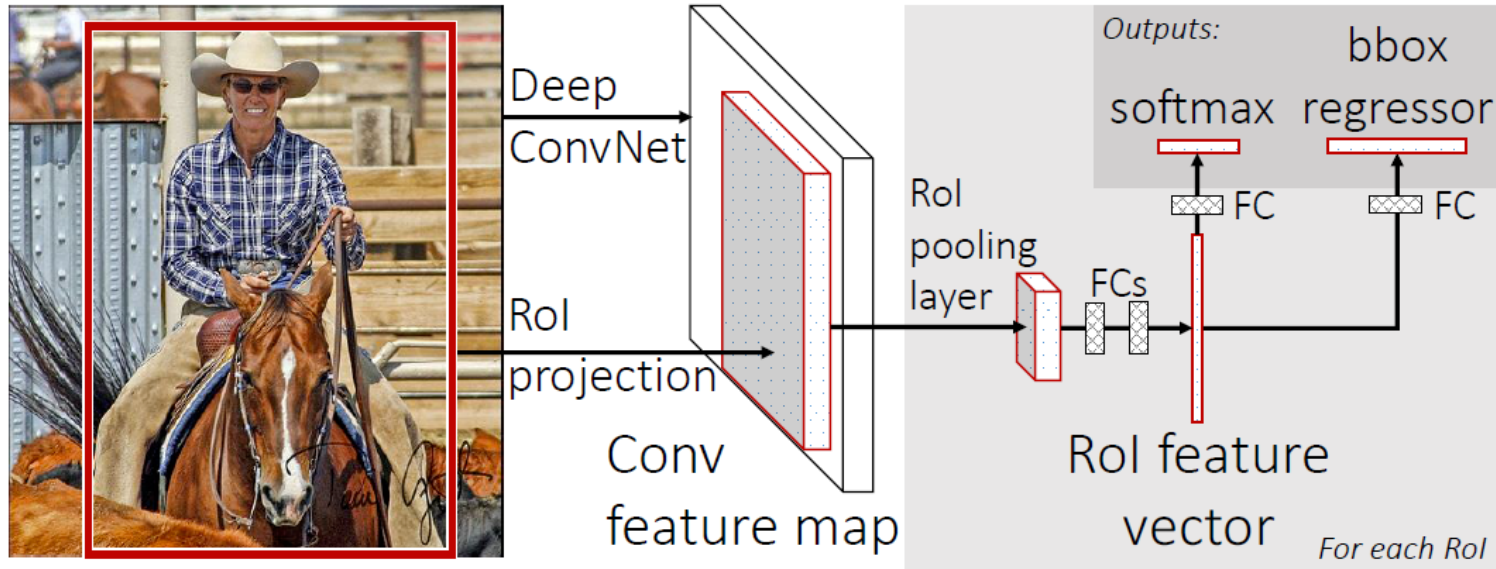 Deep
ConvNet
RoI
projection
Conv
feature map
RoI
pooling
layer
FCs
RoI feature
vector
For each RoI
Outputs:
softmax
bbox
regressor
FC
FC